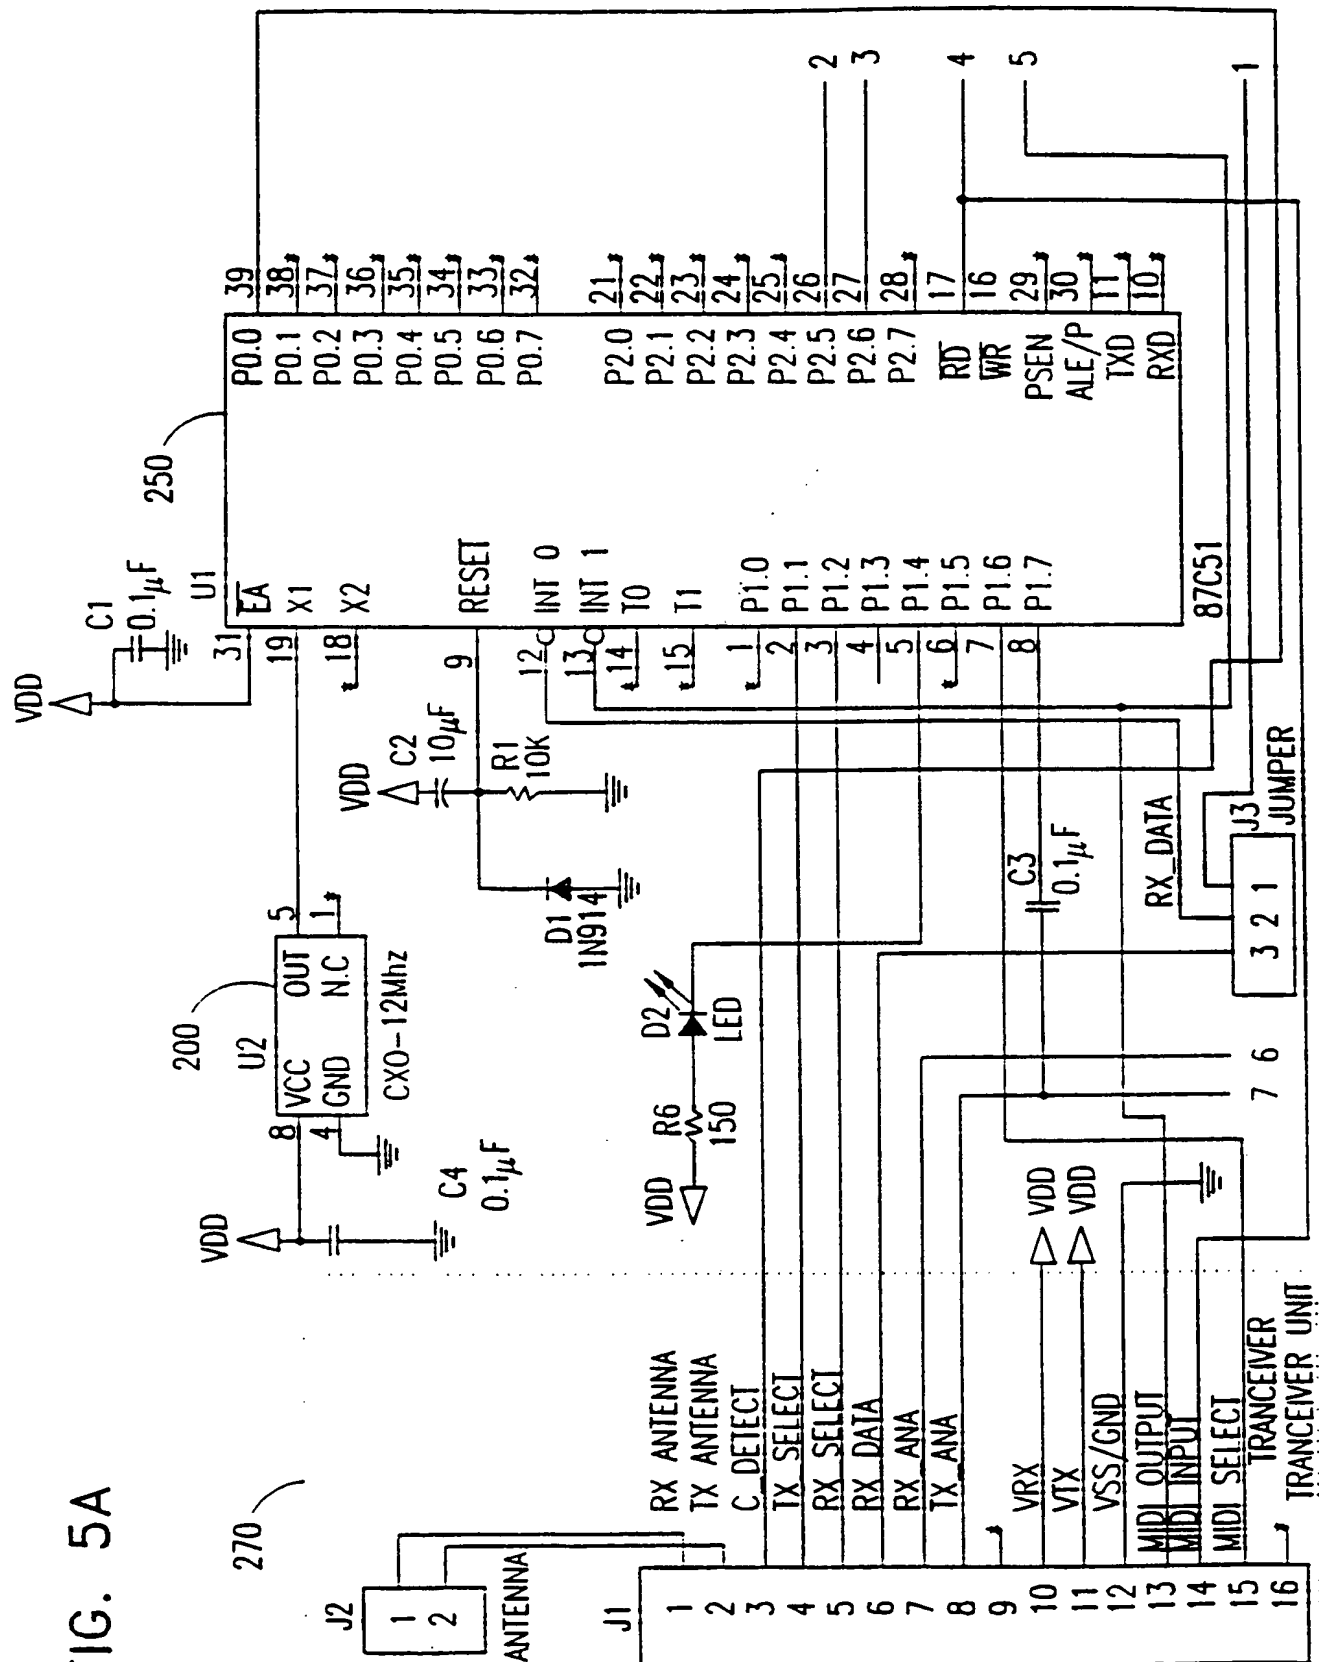 FIG. 5A
270
J2
1
2
ANTENNA
J1
1 RX ANTENNA
2 TX ANTENNA
3 C_DETECT
4 TX SELECT
5 RX SELECT
6 RX DATA
7 RX ANA
8 TX ANA
9
10 VRX
11 VTX
12 VSS/GND
13 MIDI OUTPUT
14 MIDI INPUT
15 MIDI SELECT
16
TRANCEIVER
TRANCEIVER UNIT
VDD
VDD
VDD
C4
0.1µF
200
U2
8 VCC OUT 5
4 GND N.C 1
CXO-12Mhz
VDD
R6
150
D2
LED
7 6
D1
1N914
VDD
C2
10µF
R1
10K
C3
0.1µF
RX_DATA
3 2 1
J3
JUMPER
VDD
C1
0.1µF
250
U1
31 EA
19 X1
18 X2
9 RESET
12 INT 0
13 INT 1
14 T0
15 T1
1 P1.0
2 P1.1
3 P1.2
4 P1.3
5 P1.4
6 P1.5
7 P1.6
8 P1.7
87C51
P0.0 39
P0.1 38
P0.2 37
P0.3 36
P0.4 35
P0.5 34
P0.6 33
P0.7 32
P2.0 21
P2.1 22
P2.2 23
P2.3 24
P2.4 25
P2.5 26
P2.6 27
P2.7 28
RD 17
WR 16
PSEN 29
ALE/P 30
TXD 11
RXD 10
2
3
4
5
1